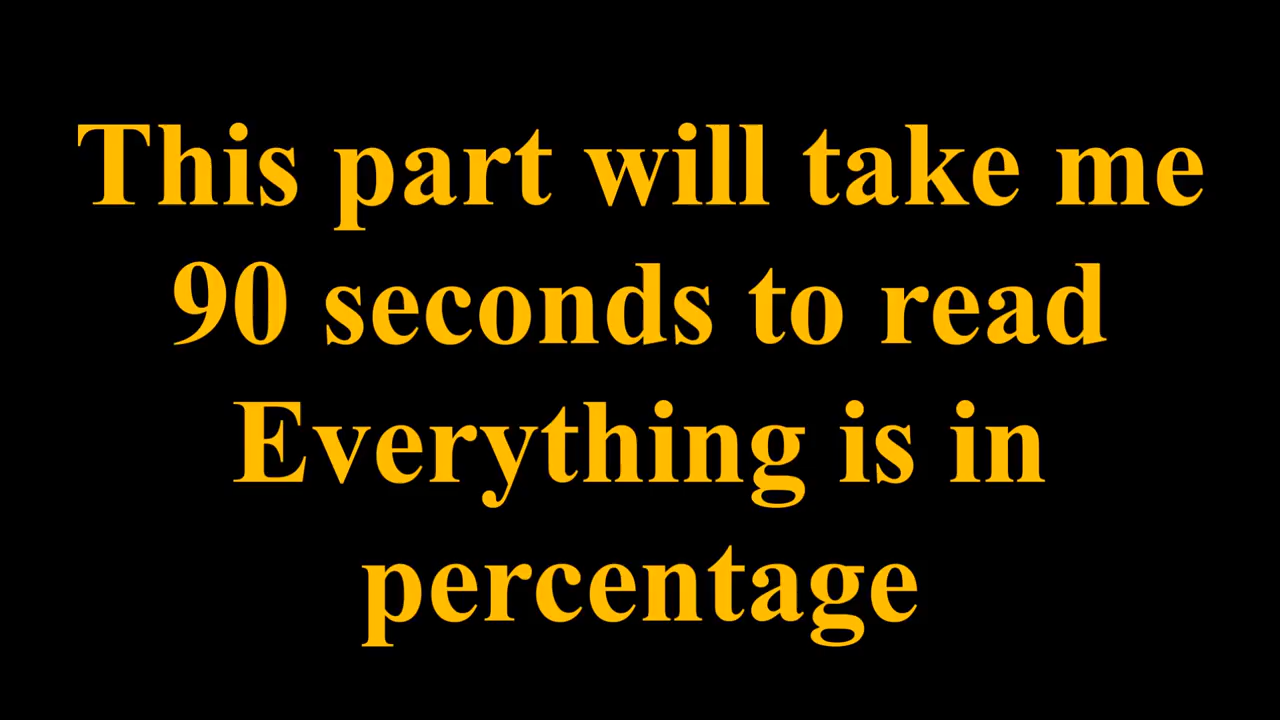 This part will take me
90 seconds to read
Everything is in
percentage